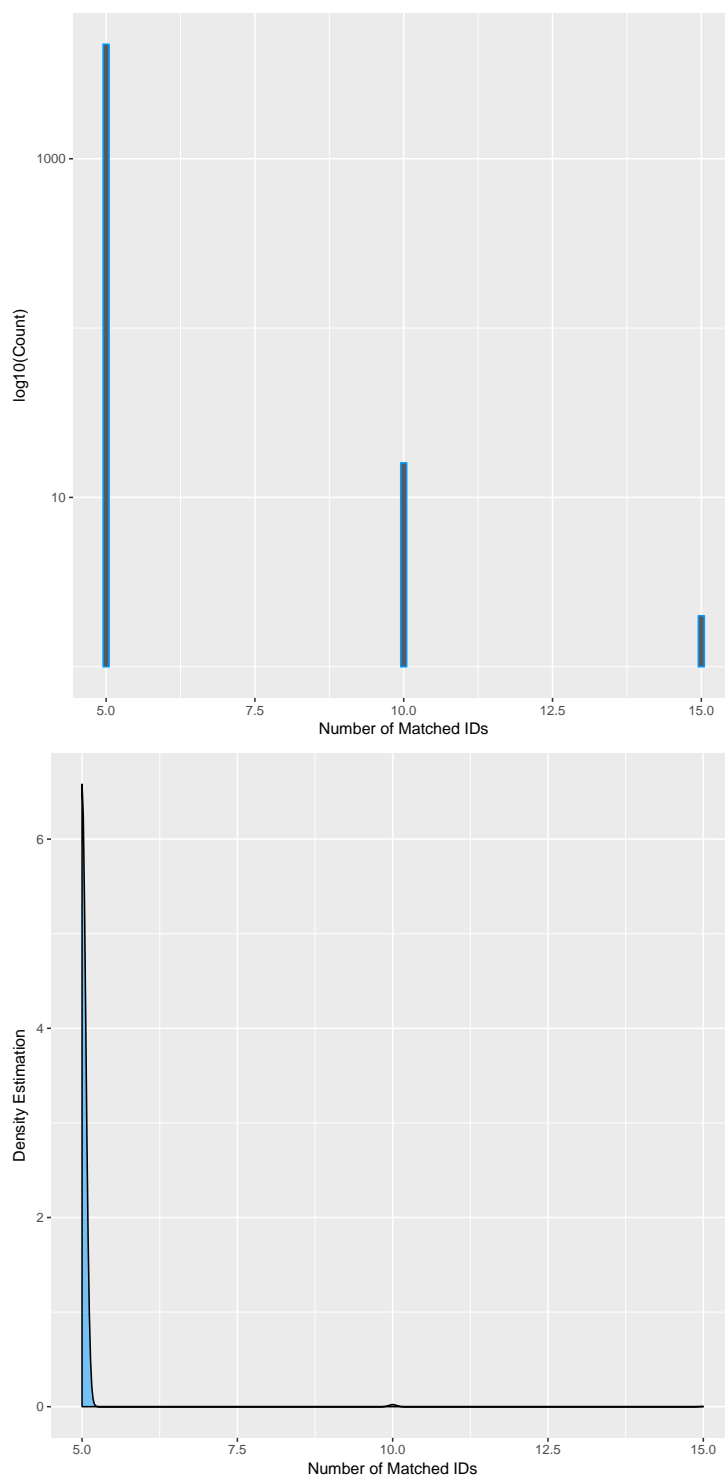 1000
10
log10(Count)
5.0 7.5 10.0 12.5 15.0
Number of Matched IDs
6
4
2
0
Density Estimation
5.0 7.5 10.0 12.5 15.0
Number of Matched IDs